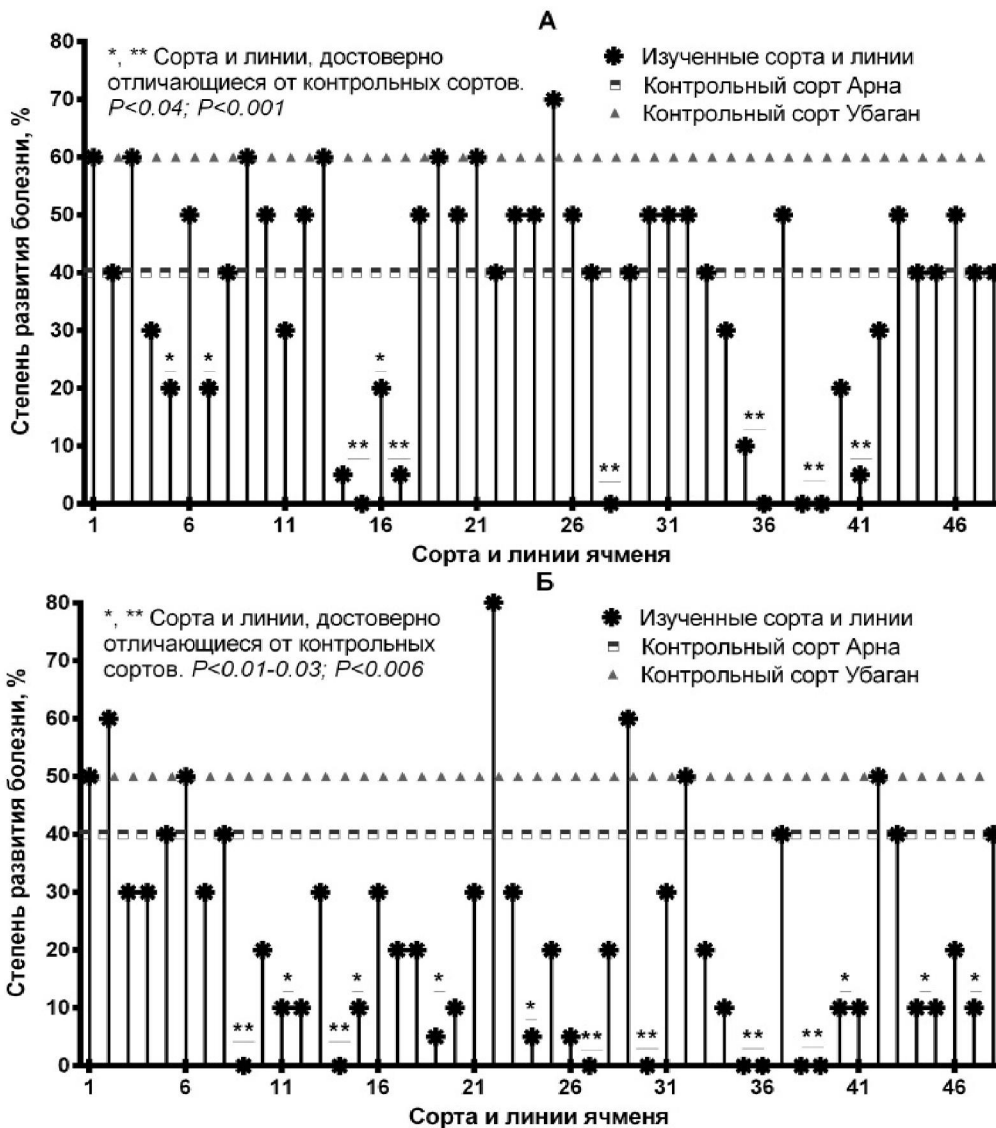 А
80
70
60
50
40
30
20
10
0
Степень развития болезни, %
*, ** Сорта и линии, достоверно
отличающиеся от контрольных сортов.
P<0.04; P<0.001
Изученные сорта и линии
Контрольный сорт Арна
Контрольный сорт Убаган
*
*
**
*
**
**
**
**
**
1 6 11 16 21 26 31 36 41 46
Сорта и линии ячменя
Б
80
70
60
50
40
30
20
10
0
Степень развития болезни, %
*, ** Сорта и линии, достоверно
отличающиеся от контрольных
сортов. P<0.01-0.03; P<0.006
Изученные сорта и линии
Контрольный сорт Арна
Контрольный сорт Убаган
**
*
**
*
*
*
**
**
**
**
*
*
*
1 6 11 16 21 26 31 36 41 46
Сорта и линии ячменя